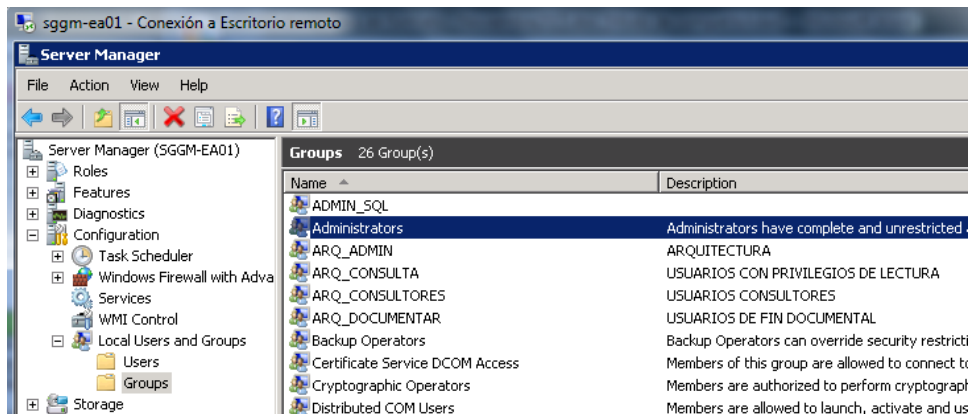 sggm-ea01 - Conexión a Escritorio remoto
Server Manager
File Action View Help
Server Manager (SGGM-EA01)
Roles
Features
Diagnostics
Configuration
Task Scheduler
Windows Firewall with Adva
Services
WMI Control
Local Users and Groups
Users
Groups
Storage
Groups 26 Group(s)
Name Description
ADMIN_SQL
Administrators Administrators have complete and unrestricted
ARQ_ADMIN ARQUITECTURA
ARQ_CONSULTA USUARIOS CON PRIVILEGIOS DE LECTURA
ARQ_CONSULTORES USUARIOS CONSULTORES
ARQ_DOCUMENTAR USUARIOS DE FIN DOCUMENTAL
Backup Operators Backup Operators can override security restricti
Certificate Service DCOM Access Members of this group are allowed to connect to
Cryptographic Operators Members are authorized to perform cryptograph
Distributed COM Users Members are allowed to launch, activate and us